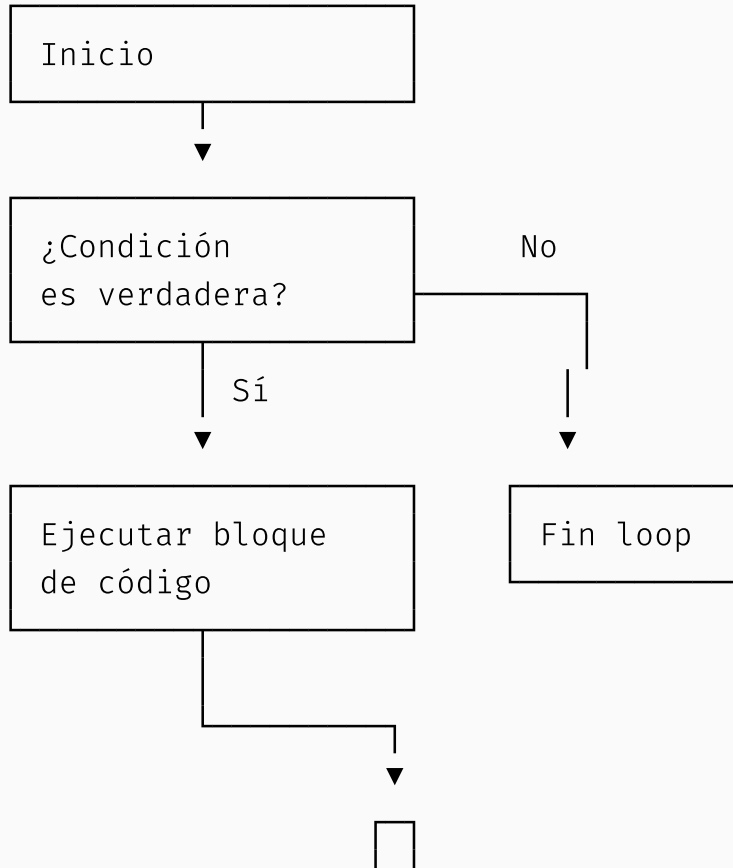 Inicio
¿Condición
es verdadera?
No
Sí
Ejecutar bloque
de código
Fin loop